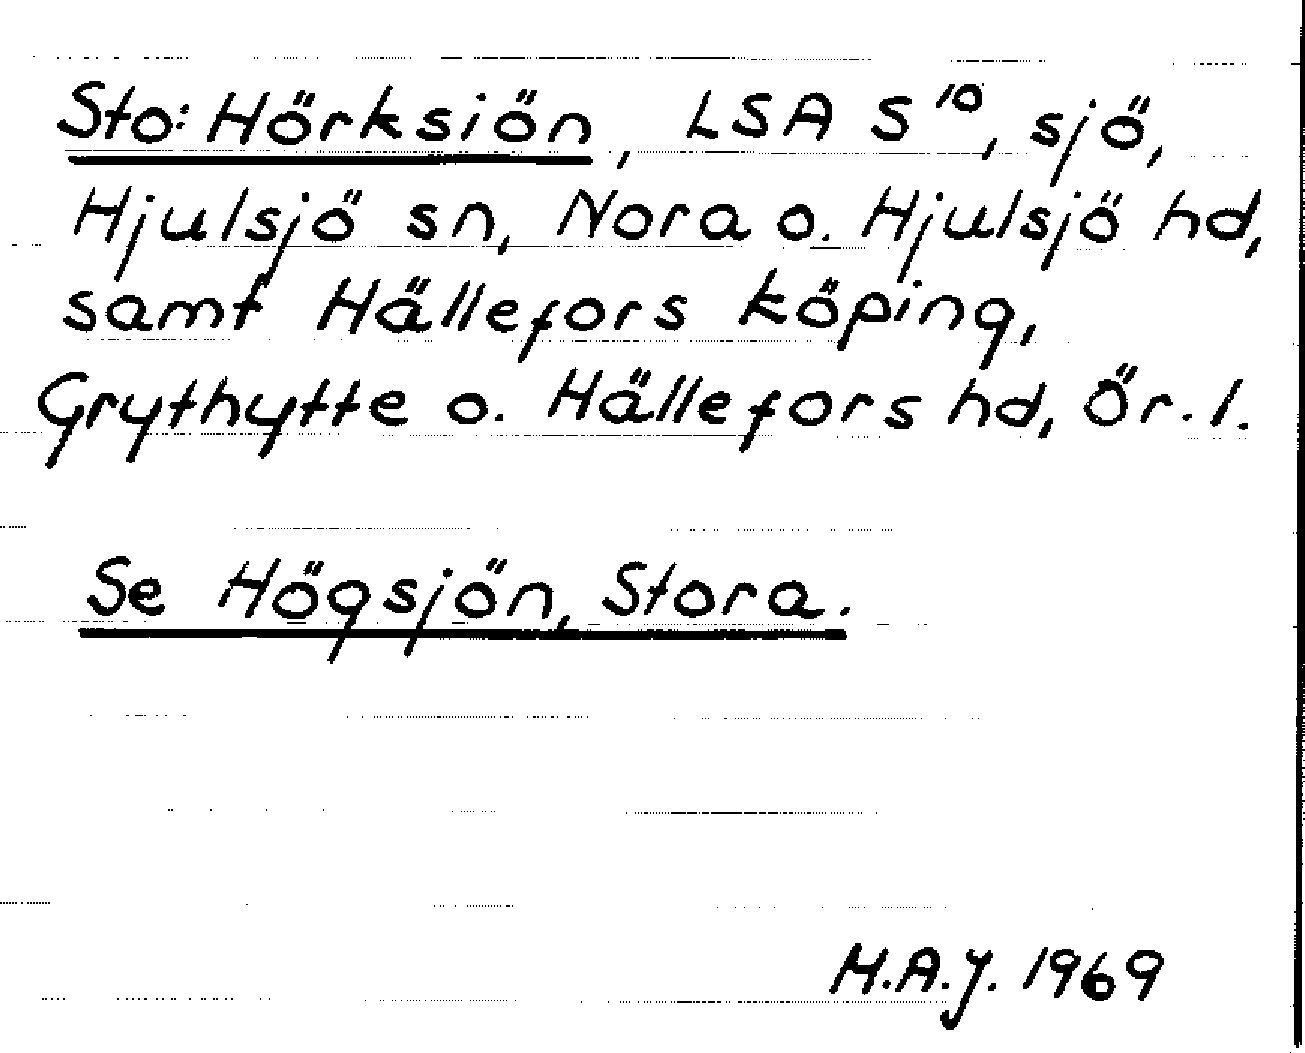 Sto: Hörksiön, LSA S¹⁰, sjö,
Hjulsjö sn, Nora o. Hjulsjö hd,
samt Hällefors köping,
Grythytte o. Hällefors hd, Ör. l.
Se Högsjön, Stora.
H.A.J. 1969